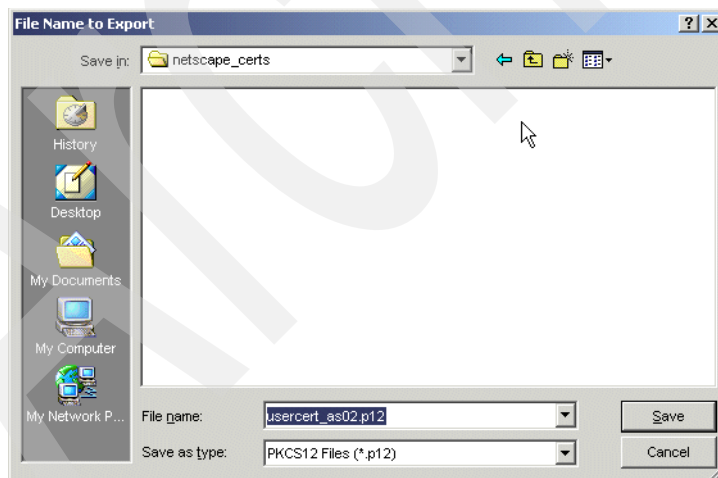 File Name to Export
Save in:
netscape_certs
History
Desktop
My Documents
My Computer
My Network P...
File name:
usercert_as02.p12
Save
Save as type:
PKCS12 Files (*.p12)
Cancel